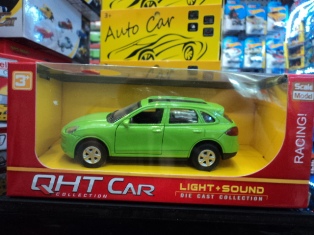 Auto Car
3+
Scale
Model
RACING!
QHT CAR
COLLECTION
LIGHT+SOUND
DIE CAST COLLECTION